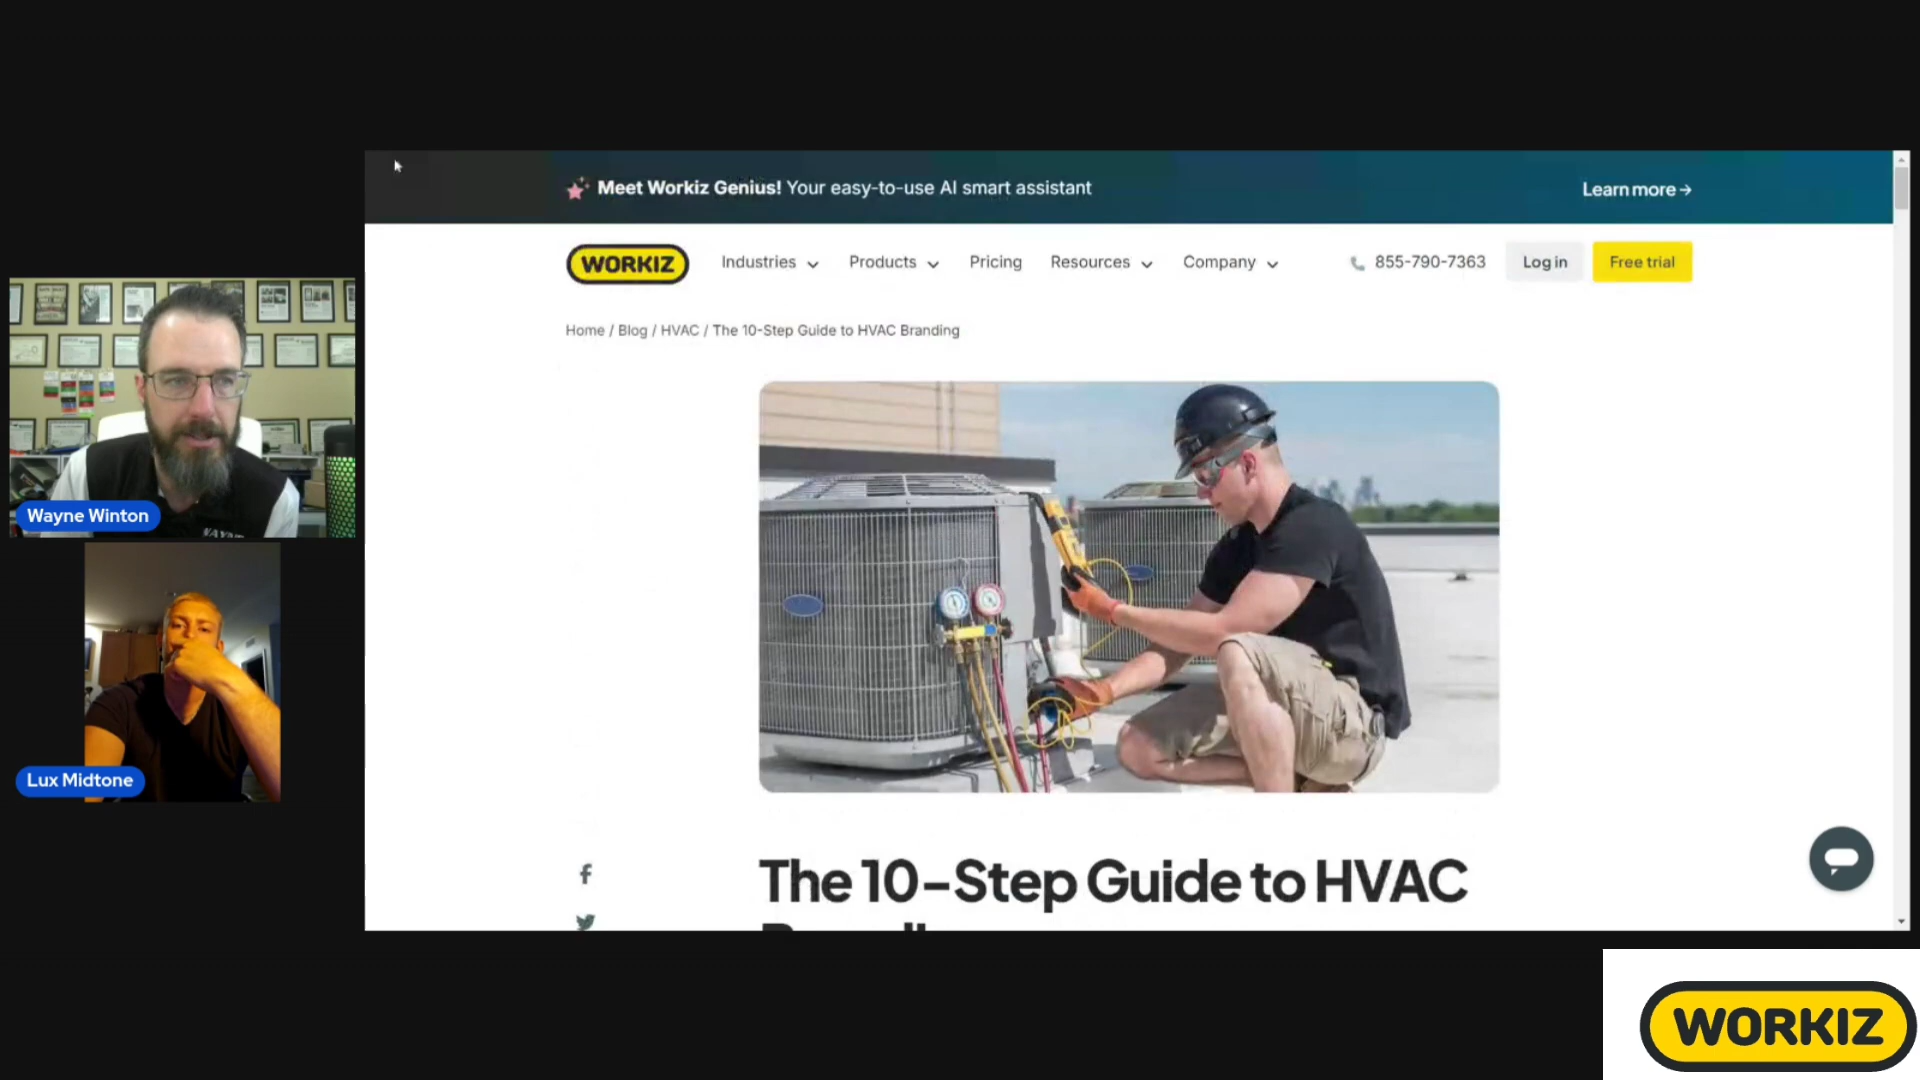 Meet Workiz Genius! Your easy-to-use AI smart assistant
Learn more →
WORKIZ
Industries
Products
Pricing
Resources
Company
855-790-7363
Log in
Free trial
Home / Blog / HVAC / The 10-Step Guide to HVAC Branding
Wayne Winton
Lux Midtone
The 10-Step Guide to HVAC
WORKIZ